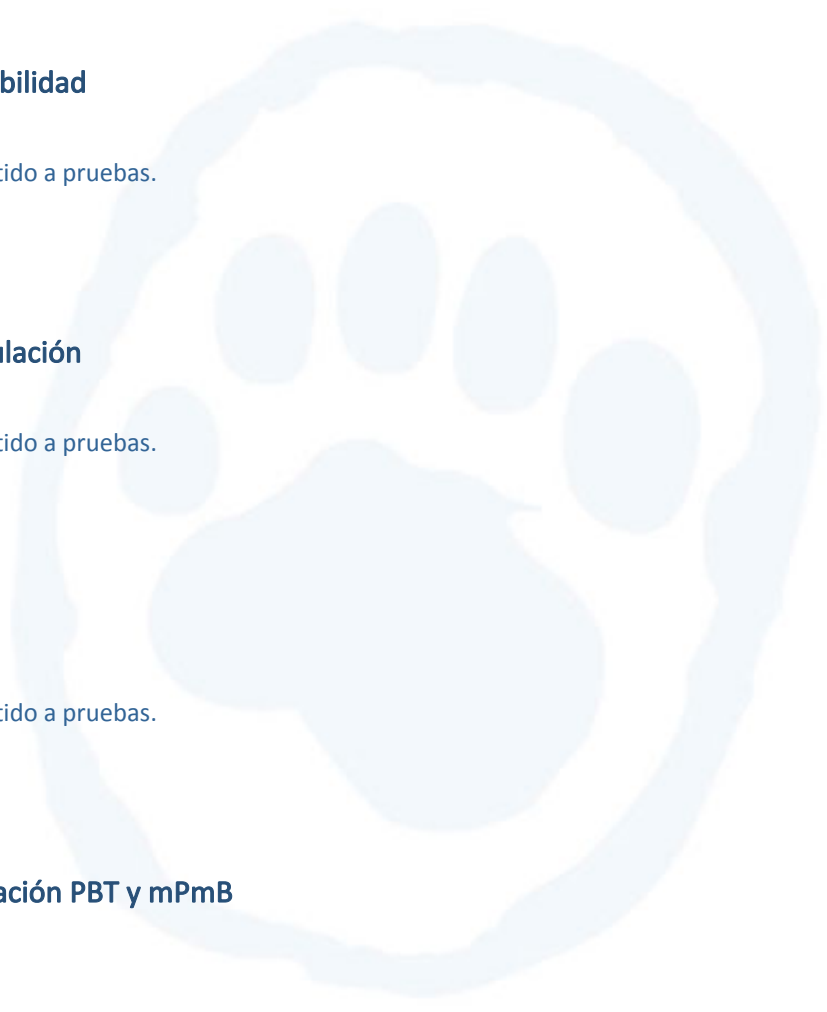 bilidad
tido a pruebas.
ulación
tido a pruebas.
tido a pruebas.
ación PBT y mPmB